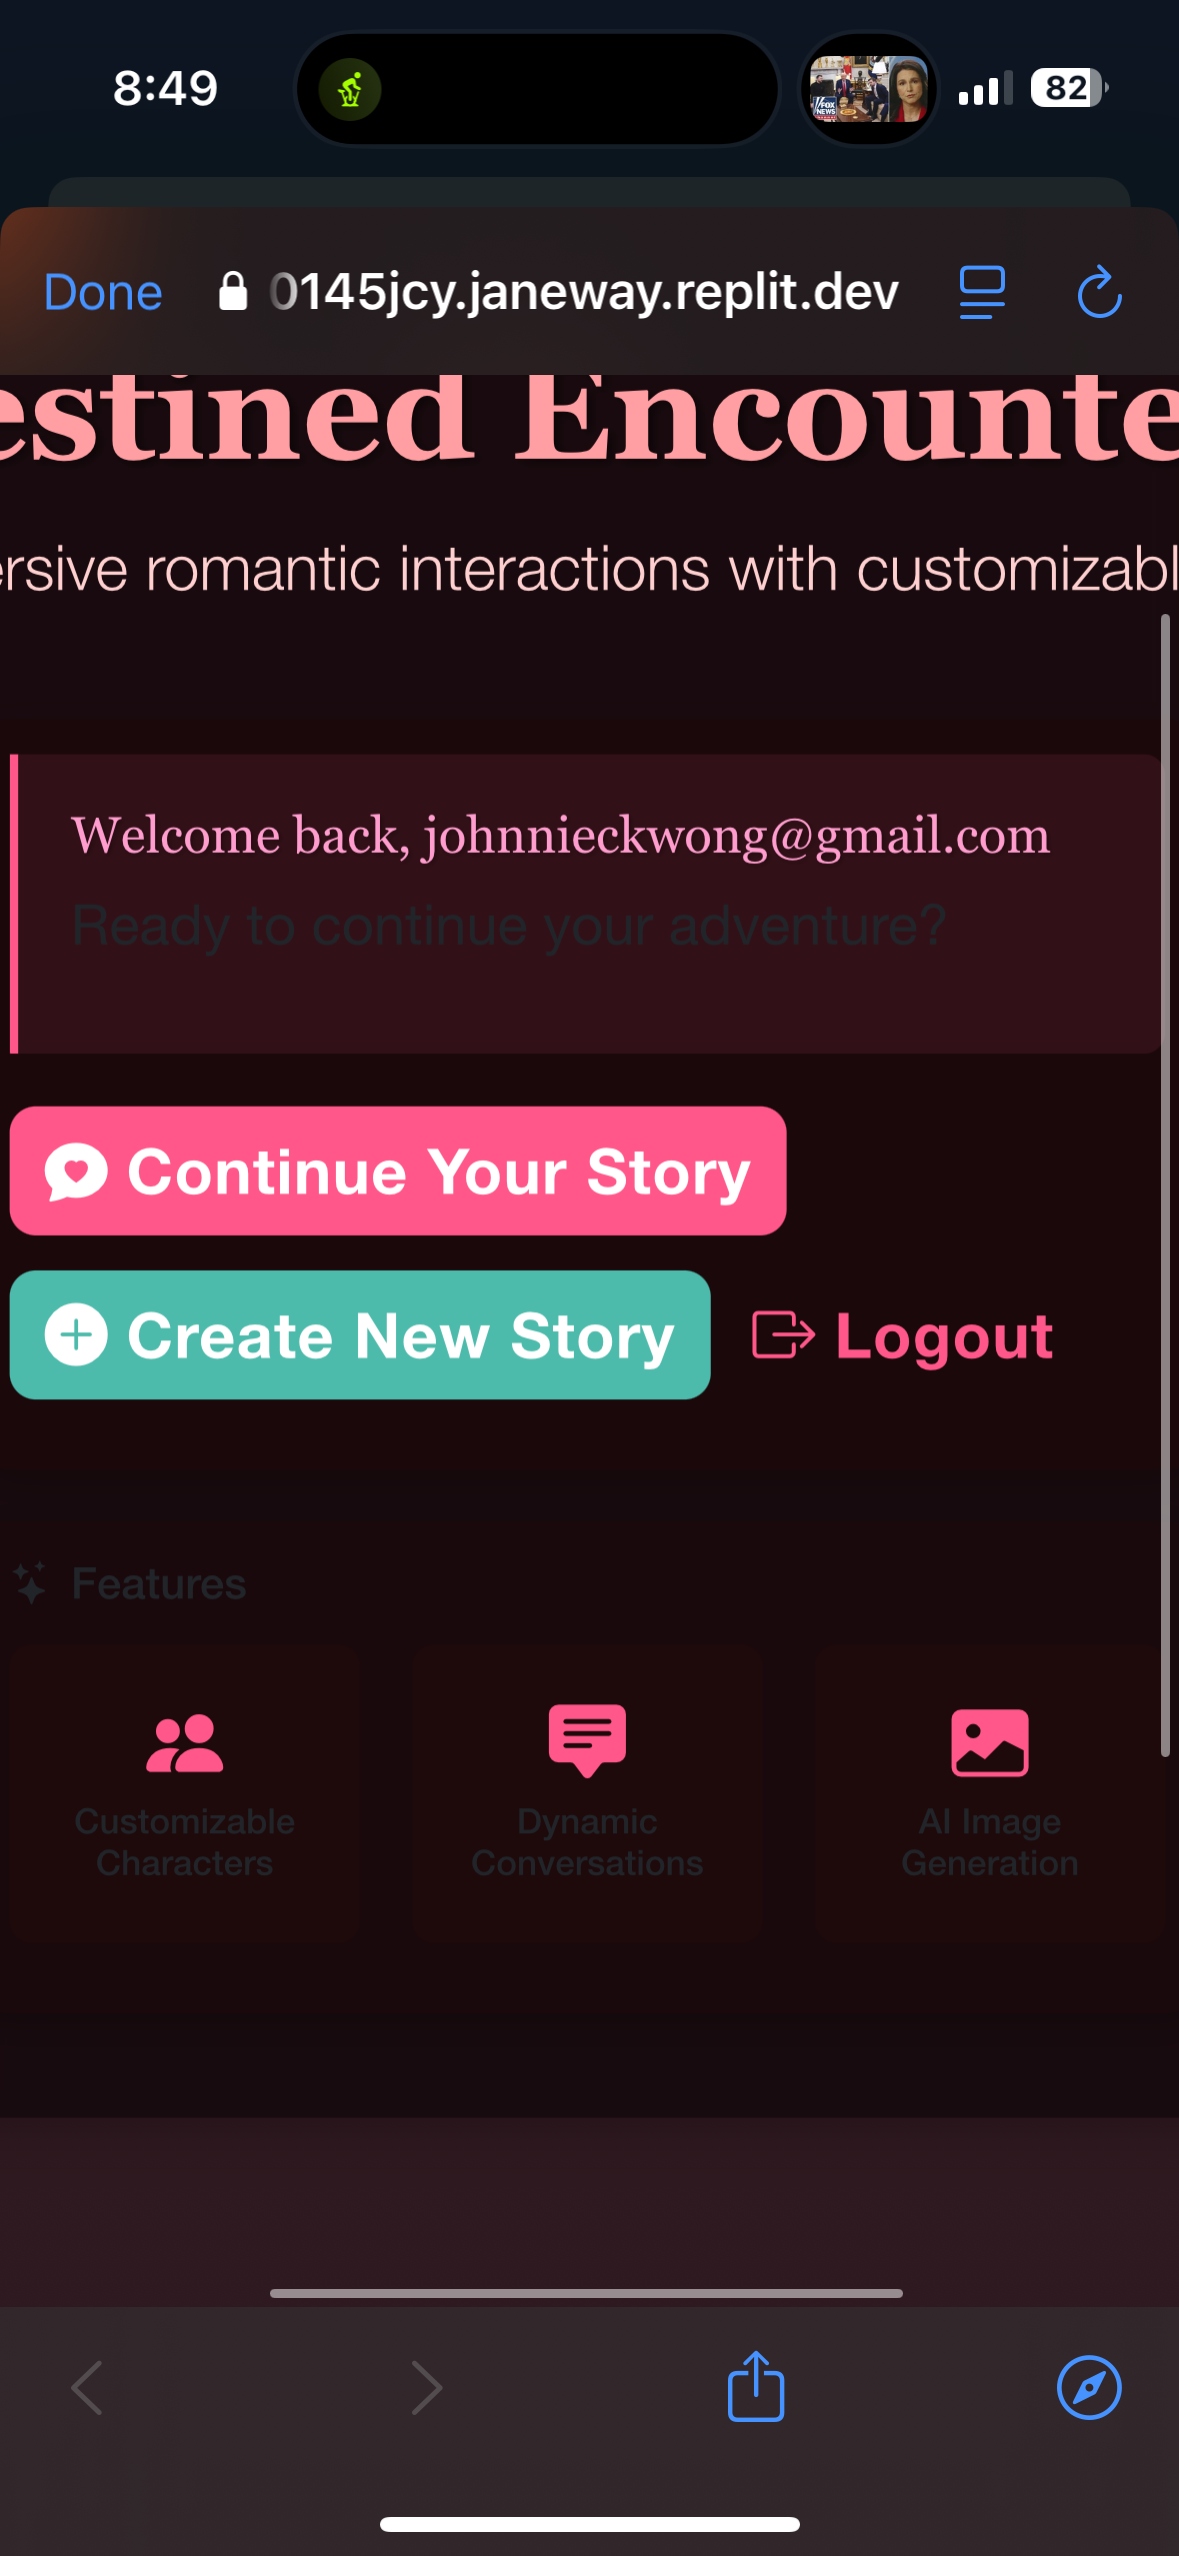 8:49
FOX
NEWS
82
Done
0145jcy.janeway.replit.dev
estined Encounte
ersive romantic interactions with customizabl
Welcome back, johnnieckwong@gmail.com
Ready to continue your adventure?
Continue Your Story
Create New Story
Logout
Features
Customizable
Characters
Dynamic
Conversations
AI Image
Generation